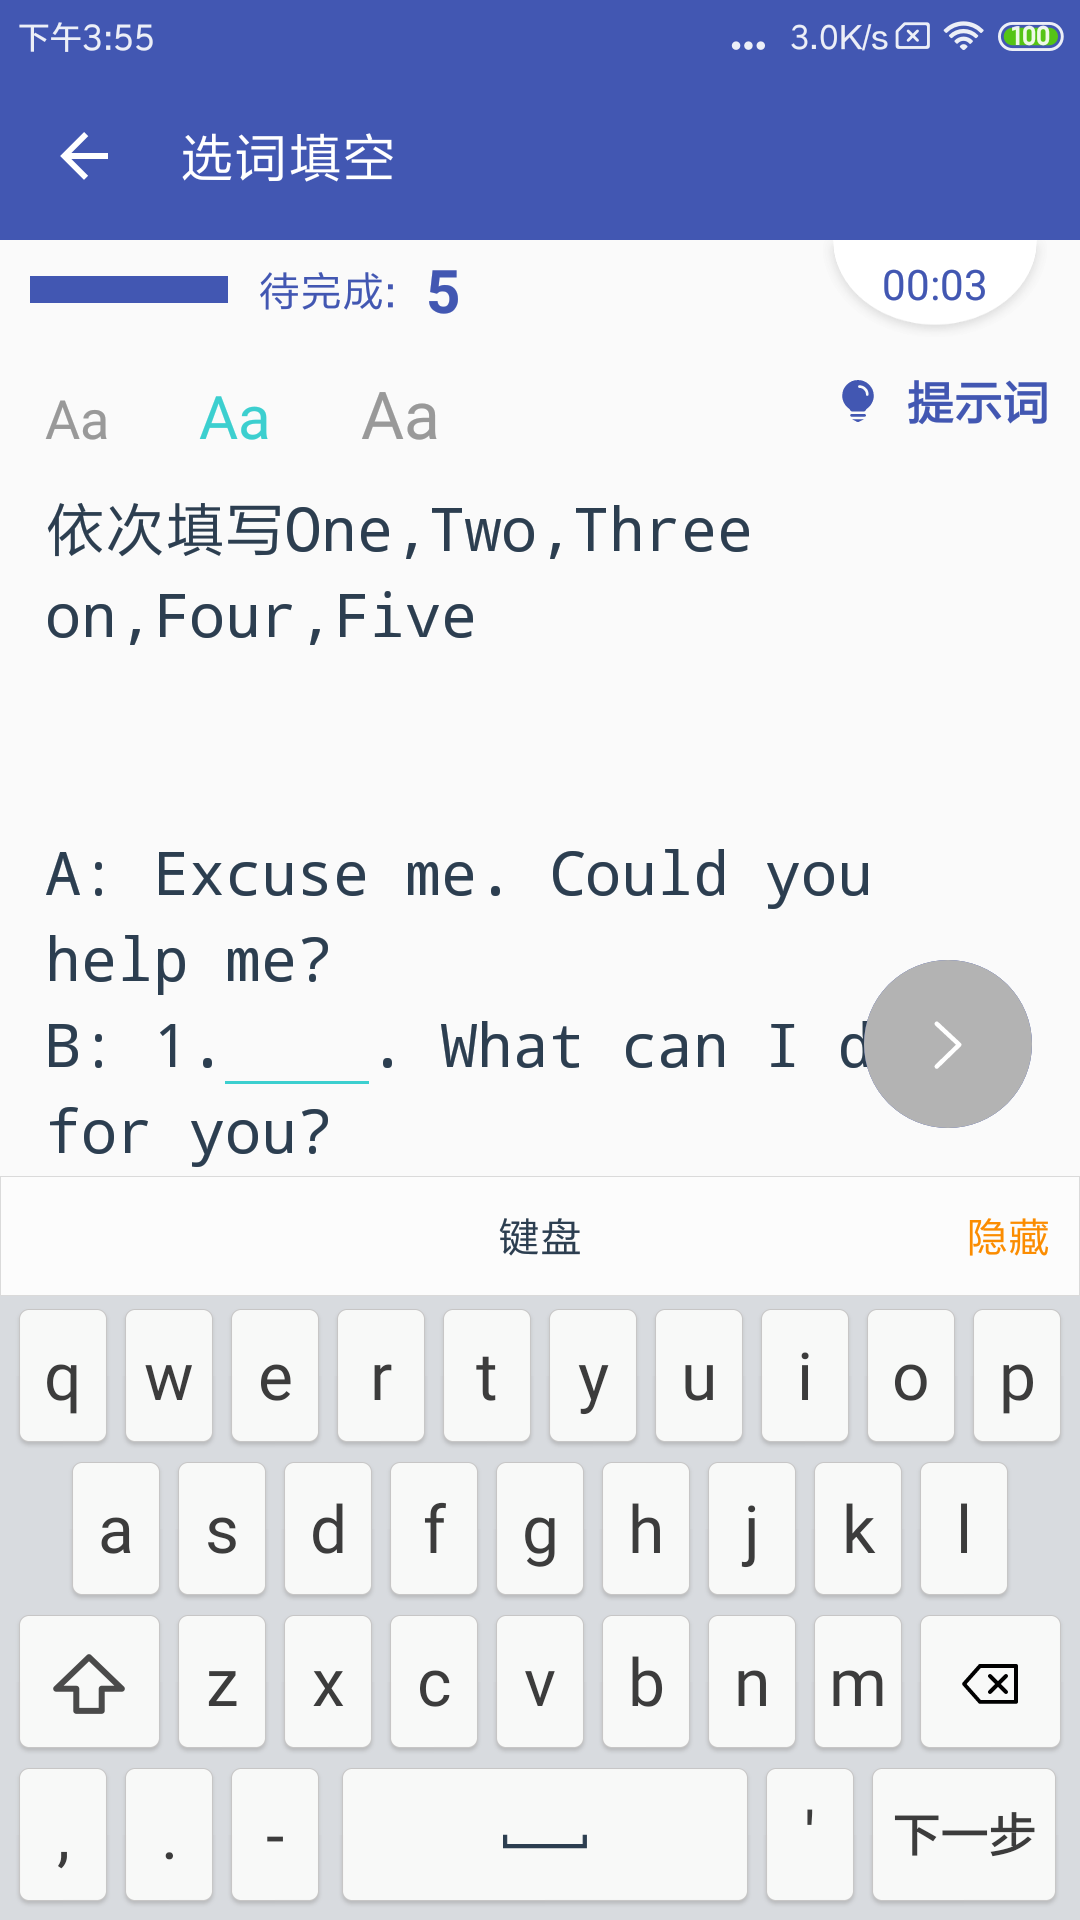 下午3:55
... 3.0K/s 100
选词填空
待完成: 5
00:03
Aa Aa Aa
提示词
依次填写One,Two,Three
on,Four,Five
A: Excuse me. Could you
help me?
B: 1.____. What can I d
for you?
键盘
隐藏
q w e r t y u i o p
a s d f g h j k l
z x c v b n m
, . - ' 下一步